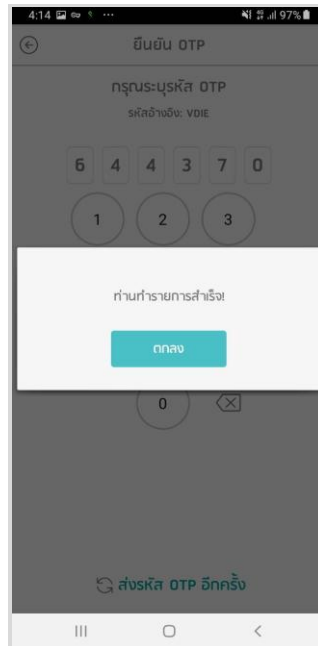 4:14 97%
ยืนยัน OTP
กรุณระบุรหัส OTP
รหัสอ้างอิง: VDIE
6 4 4 3 7 0
1 2 3
ท่านทำรายการสำเร็จ!
ตกลง
0
ส่งรหัส OTP อีกครั้ง